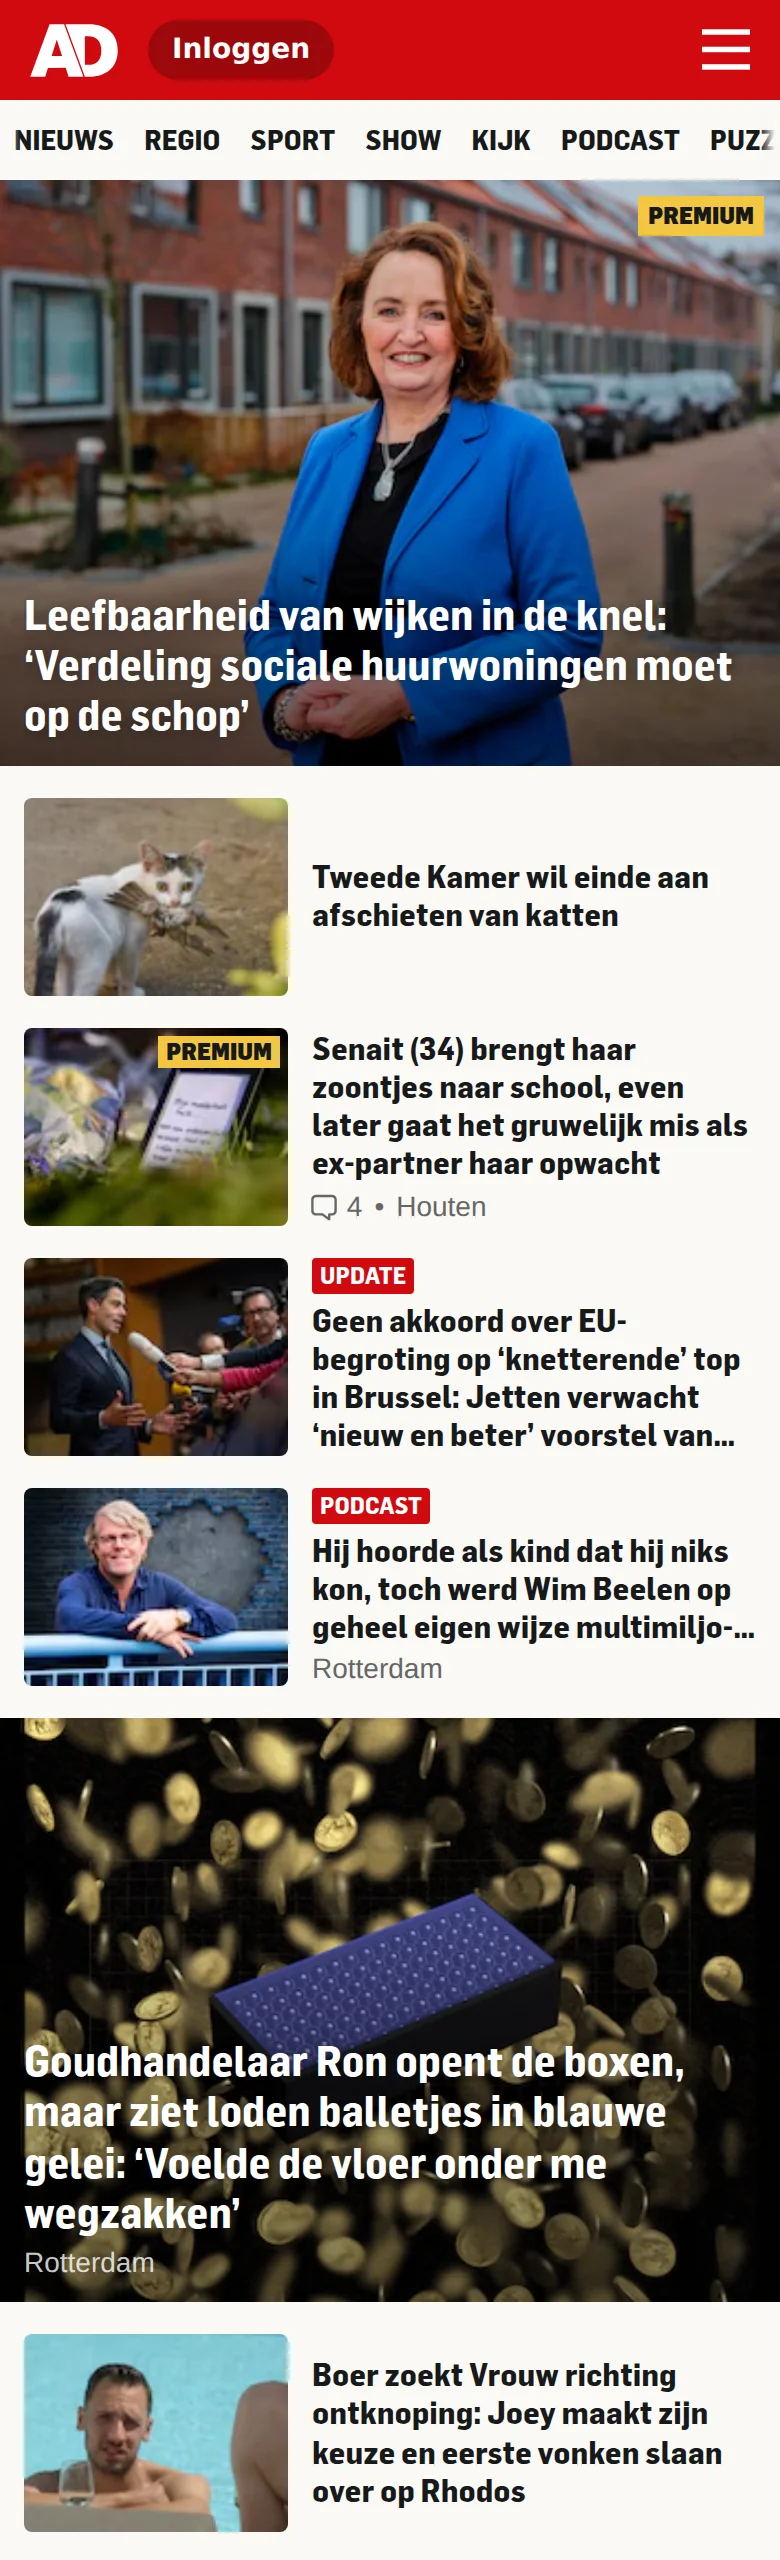 AD
Inloggen
NIEUWS REGIO SPORT SHOW KIJK PODCAST PUZZ
PREMIUM
Leefbaarheid van wijken in de knel:
‘Verdeling sociale huurwoningen moet
op de schop’
Tweede Kamer wil einde aan
afschieten van katten
PREMIUM
Senait (34) brengt haar
zoontjes naar school, even
later gaat het gruwelijk mis als
ex-partner haar opwacht
4 • Houten
UPDATE
Geen akkoord over EU-
begroting op ‘knetterende’ top
in Brussel: Jetten verwacht
‘nieuw en beter’ voorstel van...
PODCAST
Hij hoorde als kind dat hij niks
kon, toch werd Wim Beelen op
geheel eigen wijze multimiljo-...
Rotterdam
Goudhandelaar Ron opent de boxen,
maar ziet loden balletjes in blauwe
gelei: ‘Voelde de vloer onder me
wegzakken’
Rotterdam
Boer zoekt Vrouw richting
ontknoping: Joey maakt zijn
keuze en eerste vonken slaan
over op Rhodos